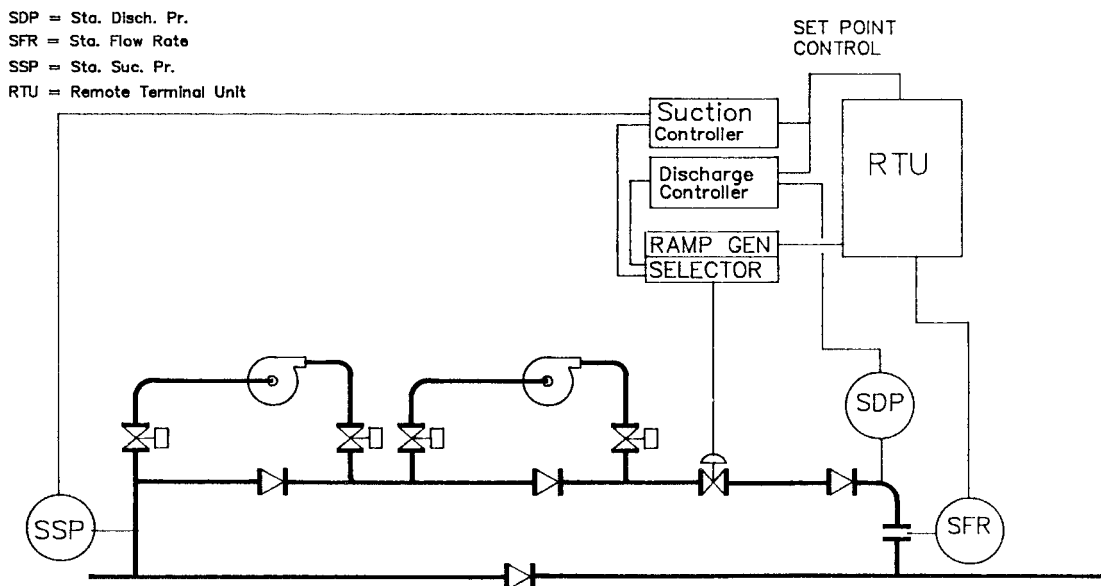 SDP = Sta. Disch. Pr.
SFR = Sta. Flow Rate
SSP = Sta. Suc. Pr.
RTU = Remote Terminal Unit
SET POINT
CONTROL
Suction
Controller
RTU
Discharge
Controller
RAMP GEN
SELECTOR
SDP
SSP
SFR